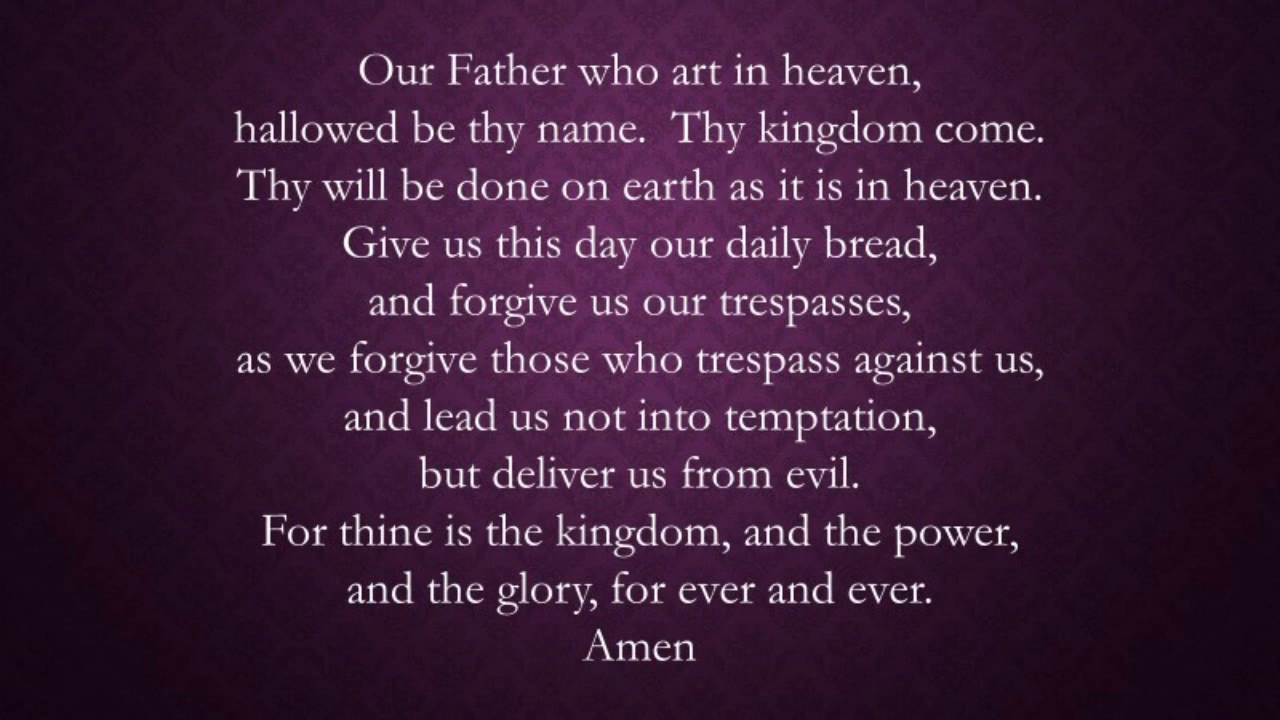 Our Father who art in heaven,
hallowed be thy name.  Thy kingdom come.
Thy will be done on earth as it is in heaven.
Give us this day our daily bread,
and forgive us our trespasses,
as we forgive those who trespass against us,
and lead us not into temptation,
but deliver us from evil.
For thine is the kingdom, and the power,
and the glory, for ever and ever.
Amen